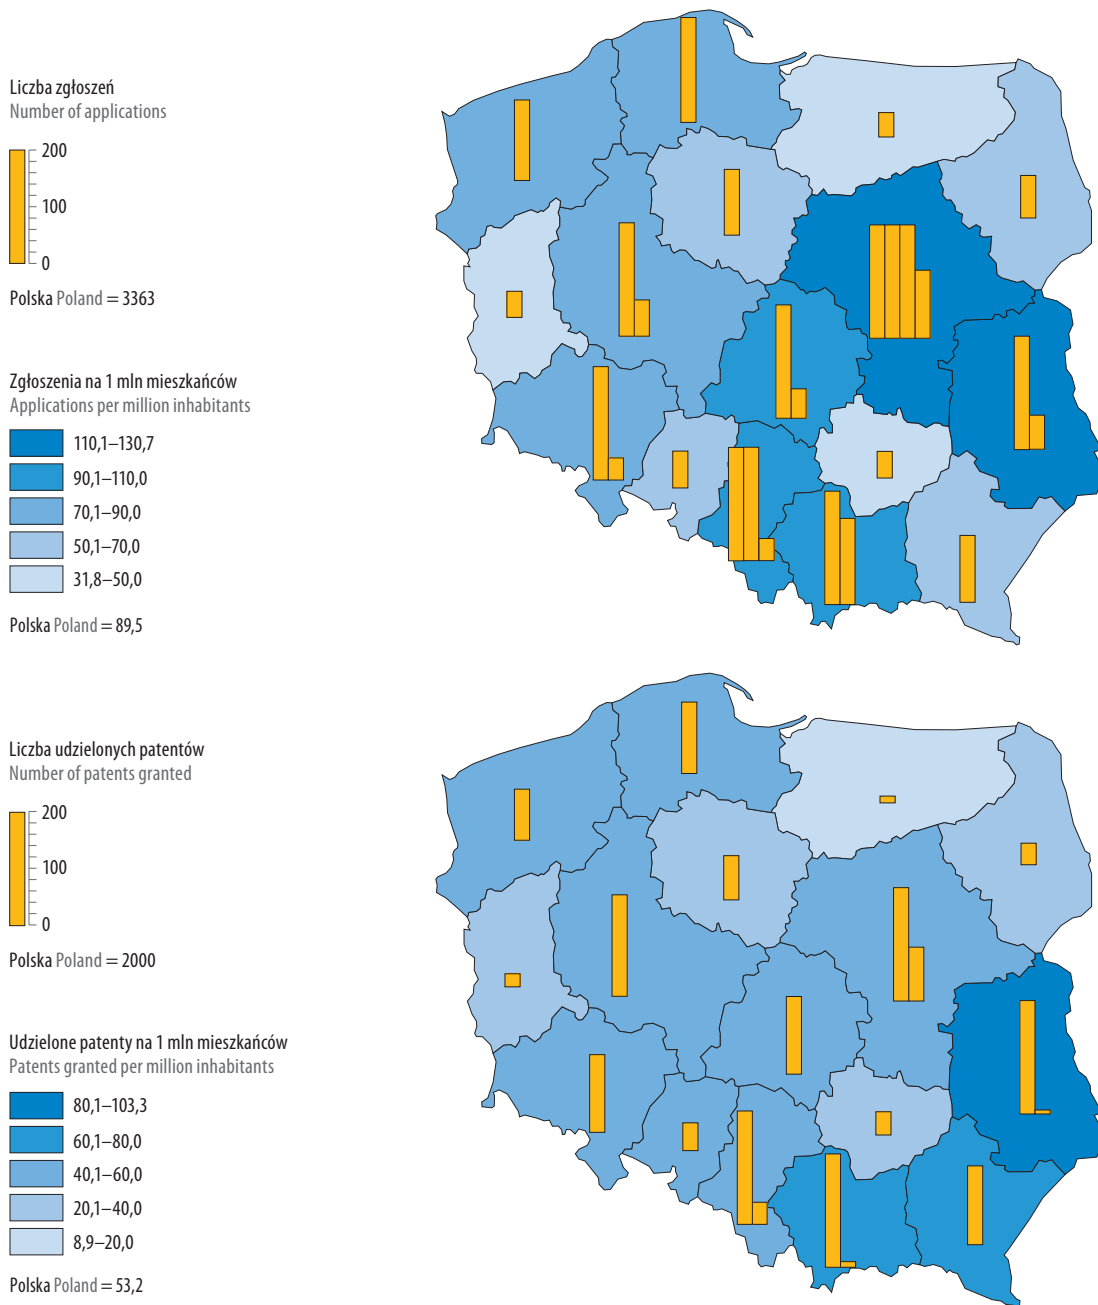 Liczba zgłoszeń
Number of applications
200
100
0
Polska Poland = 3363
Zgłoszenia na 1 mln mieszkańców
Applications per million inhabitants
110,1–130,7
90,1–110,0
70,1–90,0
50,1–70,0
31,8–50,0
Polska Poland = 89,5
Liczba udzielonych patentów
Number of patents granted
200
100
0
Polska Poland = 2000
Udzielone patenty na 1 mln mieszkańców
Patents granted per million inhabitants
80,1–103,3
60,1–80,0
40,1–60,0
20,1–40,0
8,9–20,0
Polska Poland = 53,2